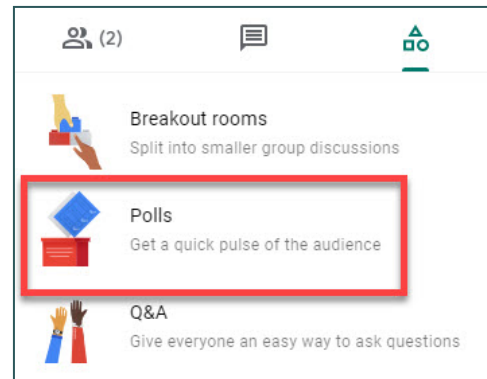 (2)
Breakout rooms
Split into smaller group discussions
Polls
Get a quick pulse of the audience
Q&A
Give everyone an easy way to ask questions